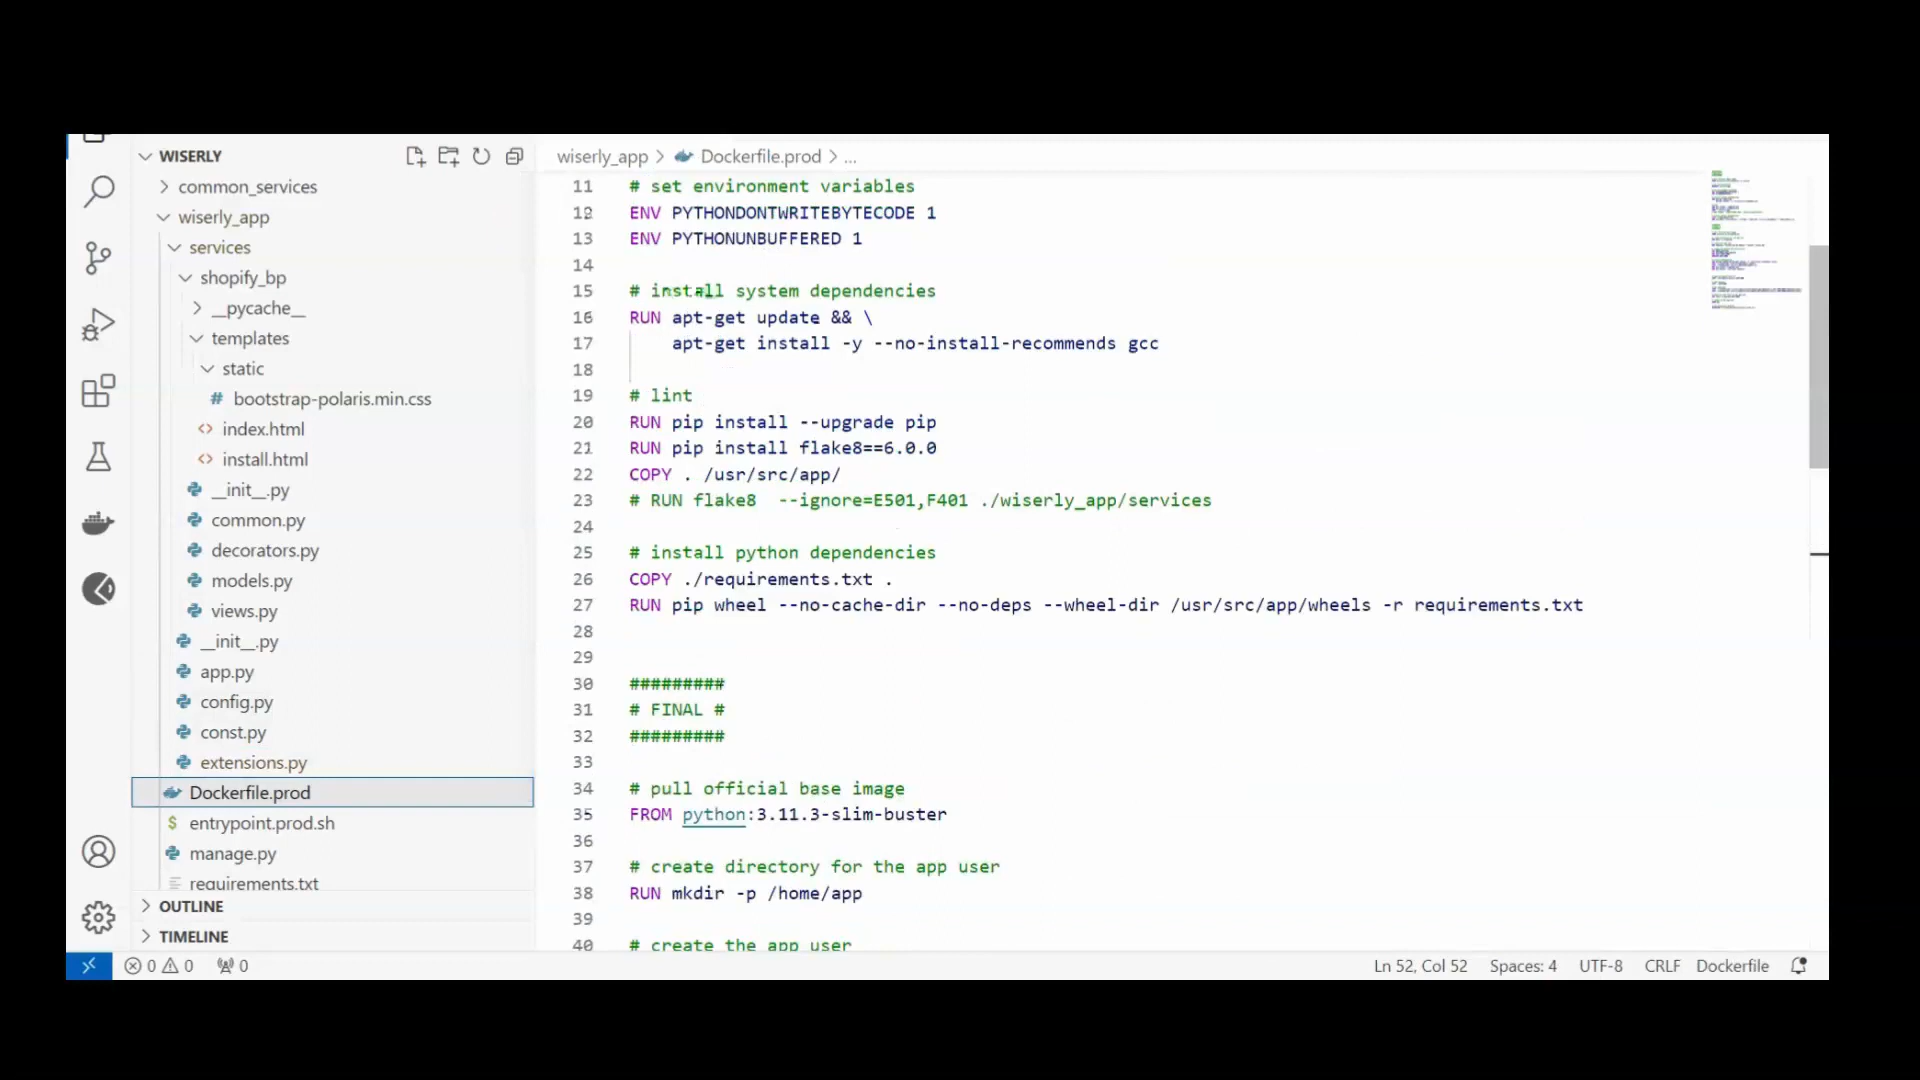 WISERLY
common_services
wiserly_app
services
shopify_bp
__pycache__
templates
static
# bootstrap-polaris.min.css
<> index.html
<> install.html
__init__.py
common.py
decorators.py
models.py
views.py
__init__.py
app.py
config.py
const.py
extensions.py
Dockerfile.prod
$ entrypoint.prod.sh
manage.py
requirements.txt
OUTLINE
TIMELINE
wiserly_app > Dockerfile.prod > ...
11 # set environment variables
12 ENV PYTHONDONTWRITEBYTECODE 1
13 ENV PYTHONUNBUFFERED 1
14
15 # install system dependencies
16 RUN apt-get update && \
17 apt-get install -y --no-install-recommends gcc
18
19 # lint
20 RUN pip install --upgrade pip
21 RUN pip install flake8==6.0.0
22 COPY . /usr/src/app/
23 # RUN flake8 --ignore=E501,F401 ./wiserly_app/services
24
25 # install python dependencies
26 COPY ./requirements.txt .
27 RUN pip wheel --no-cache-dir --no-deps --wheel-dir /usr/src/app/wheels -r requirements.txt
28
29
30 #########
31 # FINAL #
32 #########
33
34 # pull official base image
35 FROM python:3.11.3-slim-buster
36
37 # create directory for the app user
38 RUN mkdir -p /home/app
39
40 # create the app user
0 0 0
Ln 52, Col 52 Spaces: 4 UTF-8 CRLF Dockerfile